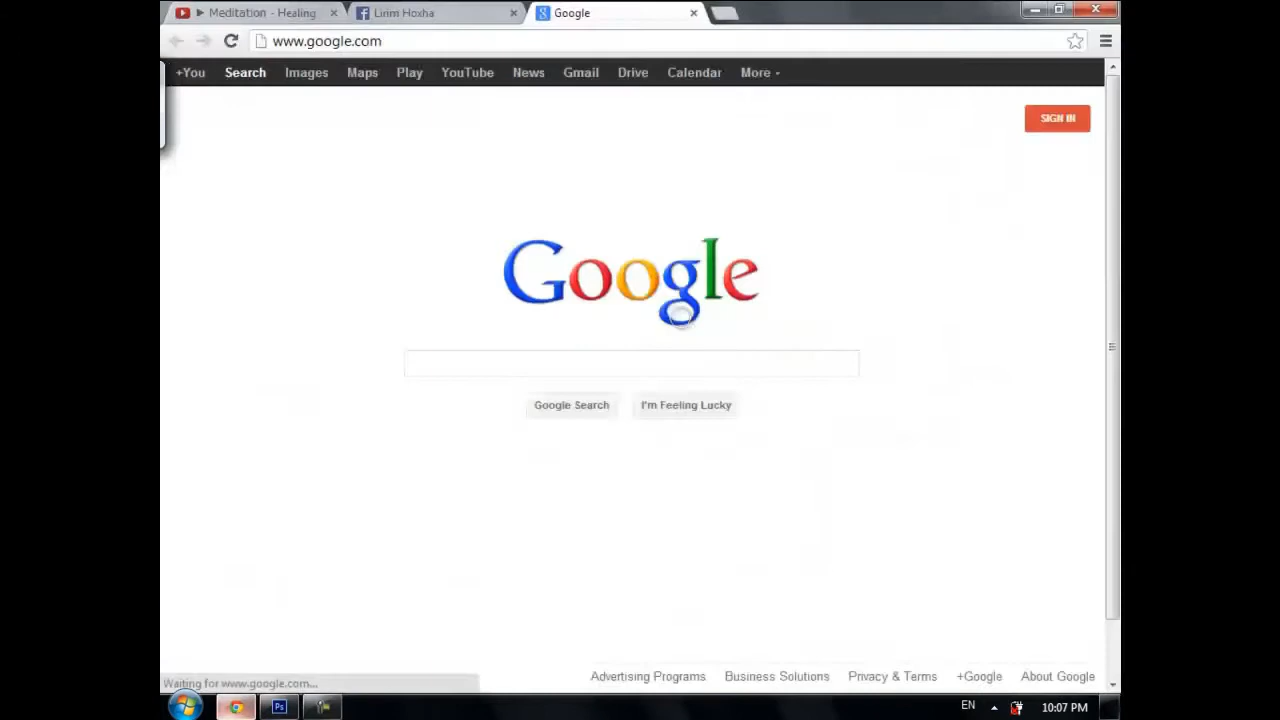 Meditation - Healing
Lirim Hoxha
Google
www.google.com
+You Search Images Maps Play YouTube News Gmail Drive Calendar More
SIGN IN
Google
Google Search I'm Feeling Lucky
Advertising Programs Business Solutions Privacy & Terms +Google About Google
Waiting for www.google.com...
Ps
EN 10:07 PM